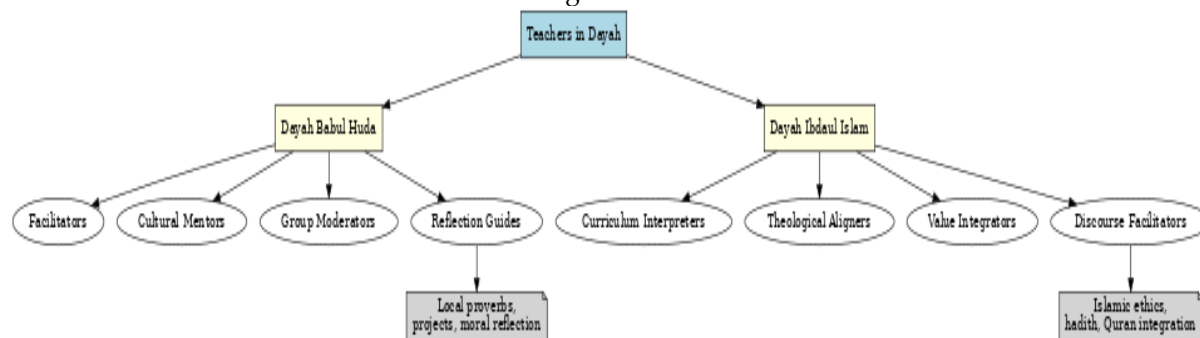 Teachers in Dayah
Dayah Babul Huda
Dayah Ibdaul Islam
Facilitators
Cultural Mentors
Group Moderators
Reflection Guides
Curriculum Interpreters
Theological Aligners
Value Integrators
Discourse Facilitators
Local proverbs,
projects, moral reflection
Islamic ethics,
hadith, Quran integration